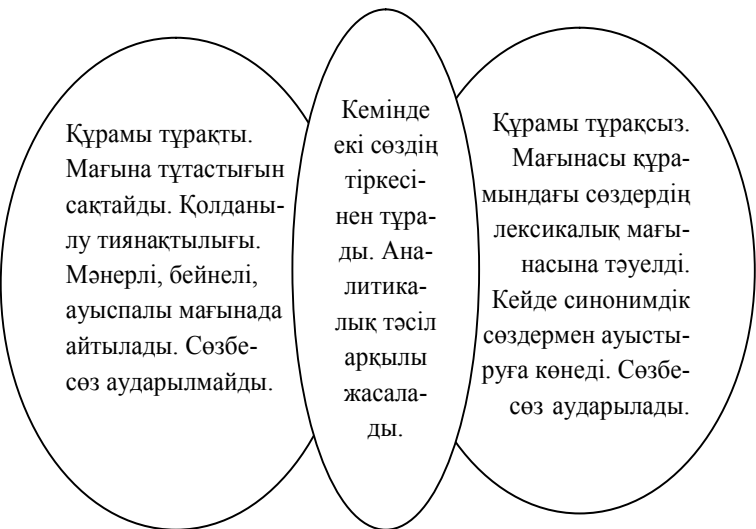 Құрамы тұрақты.
Мағына тұтастығын
сақтайды. Қолданы-
лу тиянақтылығы.
Мәнерлі, бейнелі,
ауыспалы мағынада
айтылады. Сөзбе-
сөз аударылмайды.
Кемінде
екі сөздің
тіркесі-
нен тұра-
ды. Ана-
литика-
лық тәсіл
арқылы
жасала-
ды.
Құрамы тұрақсыз.
Мағынасы құра-
мындағы сөздердің
лексикалық мағы-
насына тәуелді.
Кейде синонимдік
сөздермен ауысты-
руға көнеді. Сөзбе-
сөз аударылады.